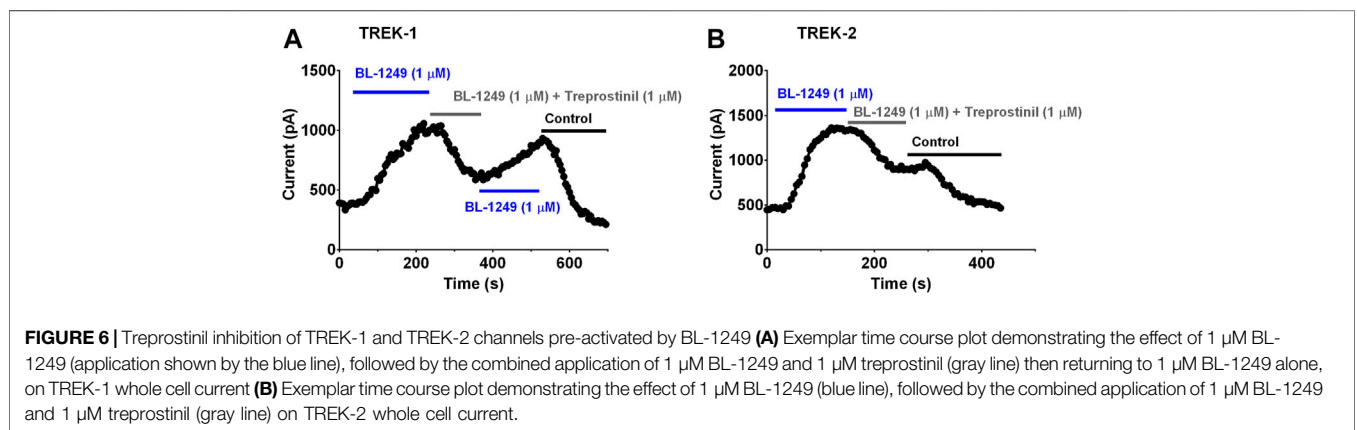 A TREK-1
1500
1000
500
0
Current (pA)
BL-1249 (1 μM)
BL-1249 (1 μM) + Treprostinil (1 μM)
Control
BL-1249 (1 μM)
0 200 400 600
Time (s)
B TREK-2
2000
1500
1000
500
0
Current (pA)
BL-1249 (1 μM)
BL-1249 (1 μM) + Treprostinil (1 μM)
Control
0 200 400
Time (s)
FIGURE 6 | Treprostinil inhibition of TREK-1 and TREK-2 channels pre-activated by BL-1249 (A) Exemplar time course plot demonstrating the effect of 1 μM BL-
1249 (application shown by the blue line), followed by the combined application of 1 μM BL-1249 and 1 μM treprostini (gray line) then returning to 1 μM BL-1249 alone,
on TREK-1 whole cell current (B) Exemplar time course plot demonstrating the effect of 1 μM BL-1249 (blue line), followed by the combined application of 1 μM BL-1249
and 1 μM treprostini (gray line) on TREK-2 whole cell current.